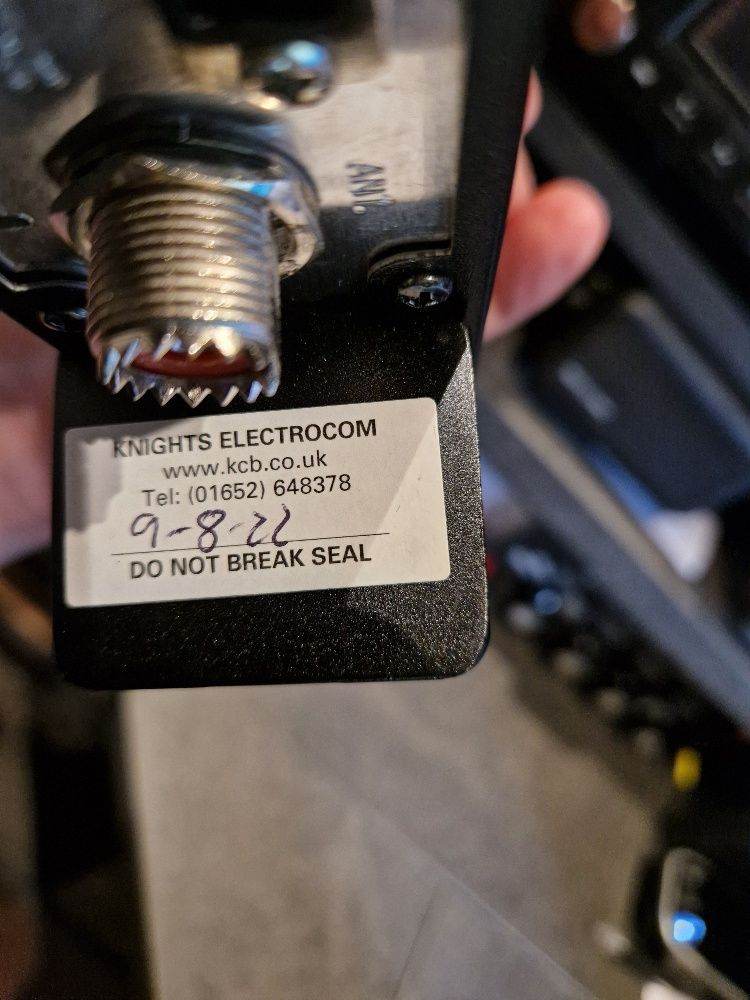 ANT.
KNIGHTS ELECTROCOM
www.kcb.co.uk
Tel: (01652) 648378
9-8-22
DO NOT BREAK SEAL